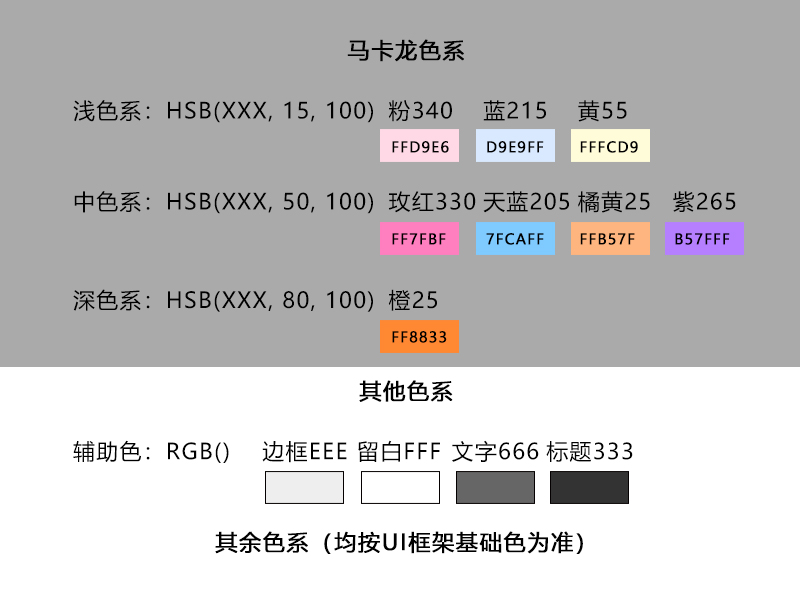 马卡龙色系
浅色系：HSB(XXX, 15, 100) 粉340 蓝215 黄55
FFD9E6 D9E9FF FFFCD9
中色系：HSB(XXX, 50, 100) 玫红330 天蓝205 橘黄25 紫265
FF7FBF 7FCAFF FFB57F B57FFF
深色系：HSB(XXX, 80, 100) 橙25
FF8833
其他色系
辅助色：RGB() 边框EEE 留白FFF 文字666 标题333
其余色系（均按UI框架基础色为准）